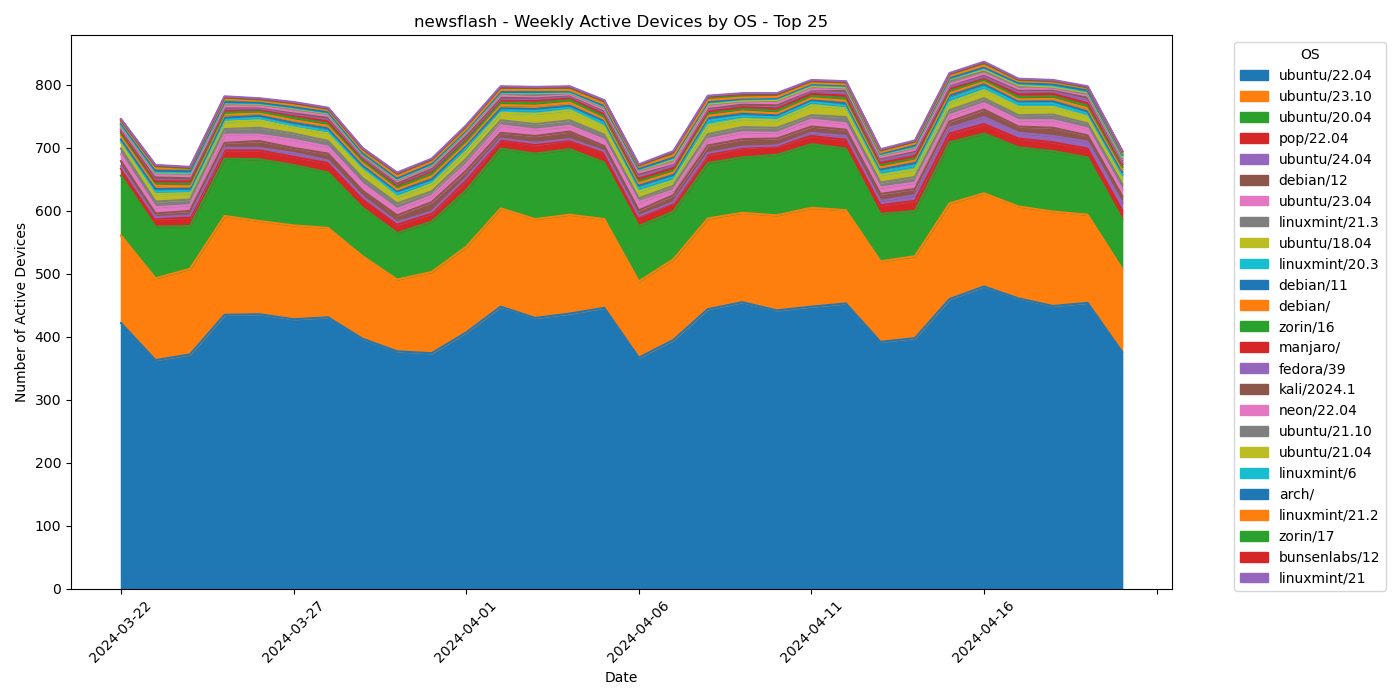 newsflash - Weekly Active Devices by OS - Top 25
Number of Active Devices
800
700
600
500
400
300
200
100
0
2024-03-22
2024-03-27
2024-04-01
2024-04-06
2024-04-11
2024-04-16
Date
OS
ubuntu/22.04
ubuntu/23.10
ubuntu/20.04
pop/22.04
ubuntu/24.04
debian/12
ubuntu/23.04
linuxmint/21.3
ubuntu/18.04
linuxmint/20.3
debian/11
debian/
zorin/16
manjaro/
fedora/39
kali/2024.1
neon/22.04
ubuntu/21.10
ubuntu/21.04
linuxmint/6
arch/
linuxmint/21.2
zorin/17
bunsenlabs/12
linuxmint/21